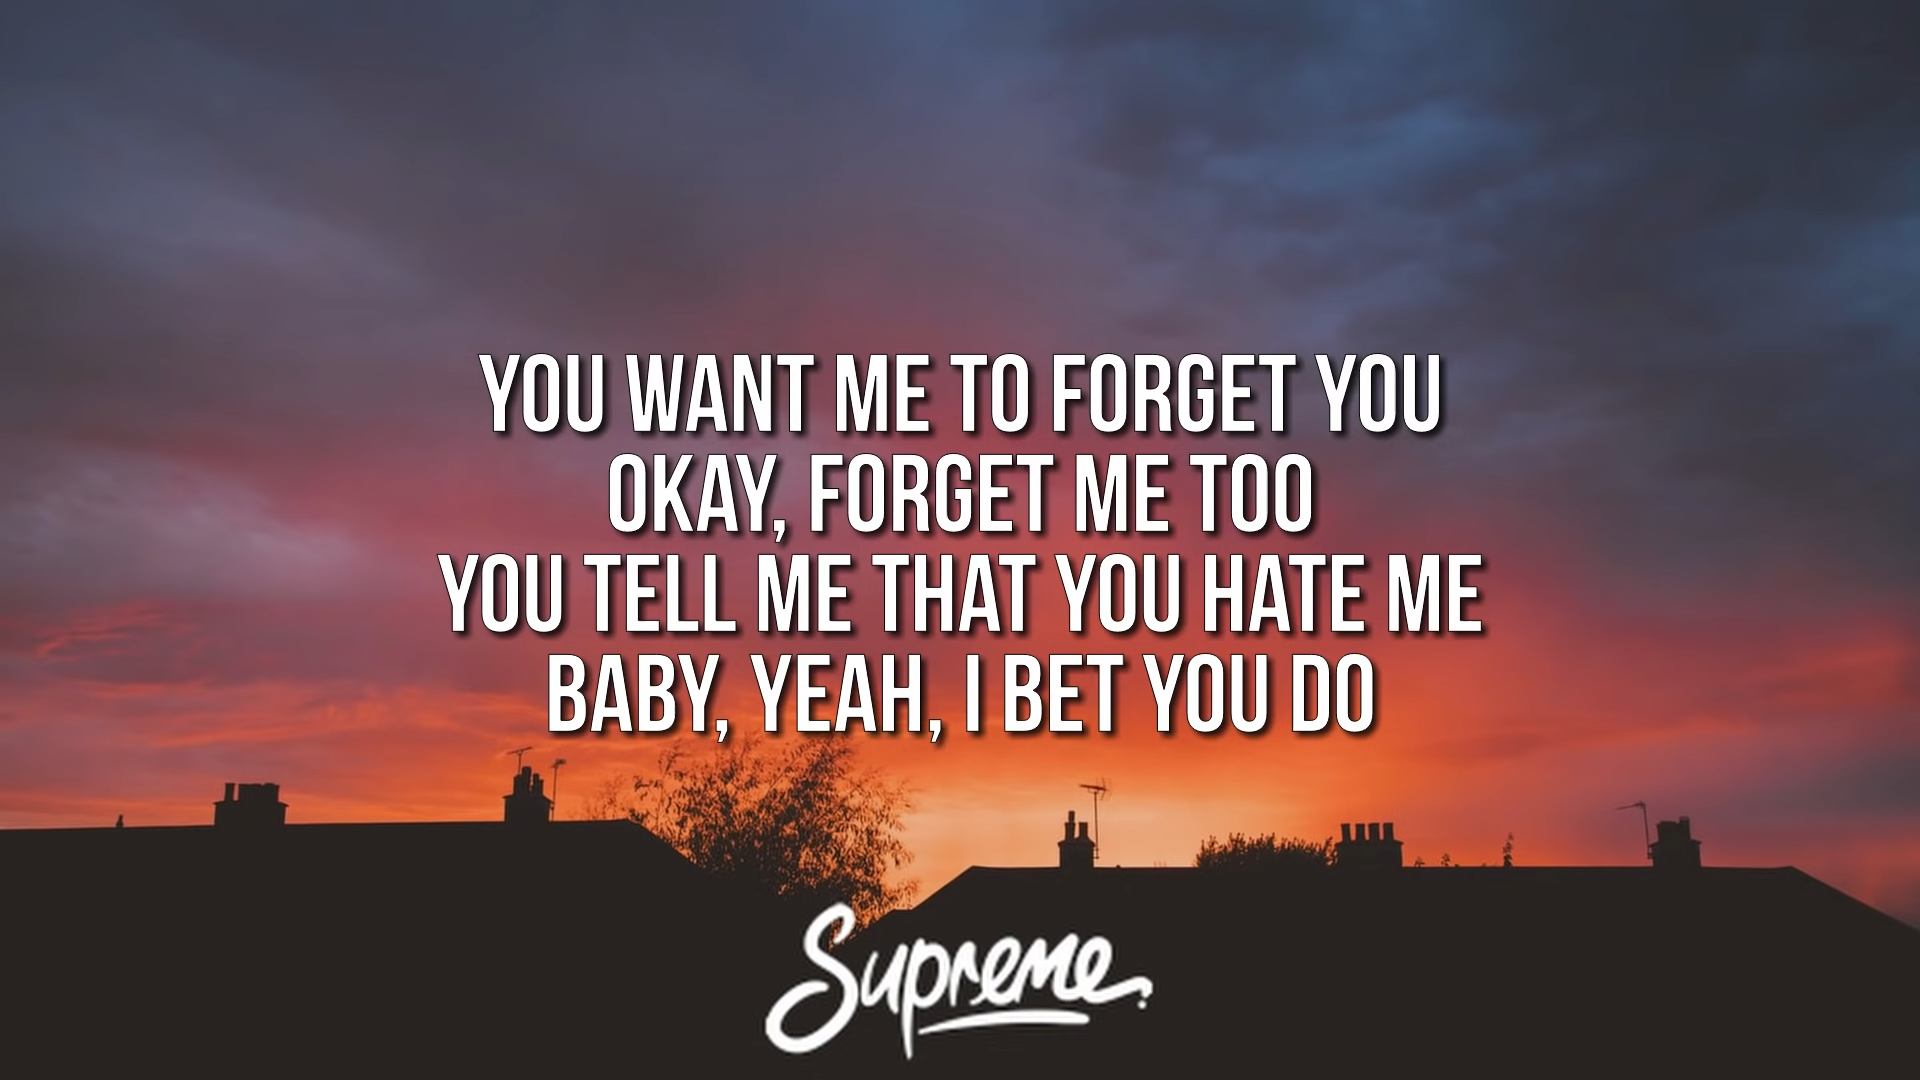 YOU WANT ME TO FORGET YOU
OKAY, FORGET ME TOO
YOU TELL ME THAT YOU HATE ME
BABY, YEAH, I BET YOU DO
Supreme.